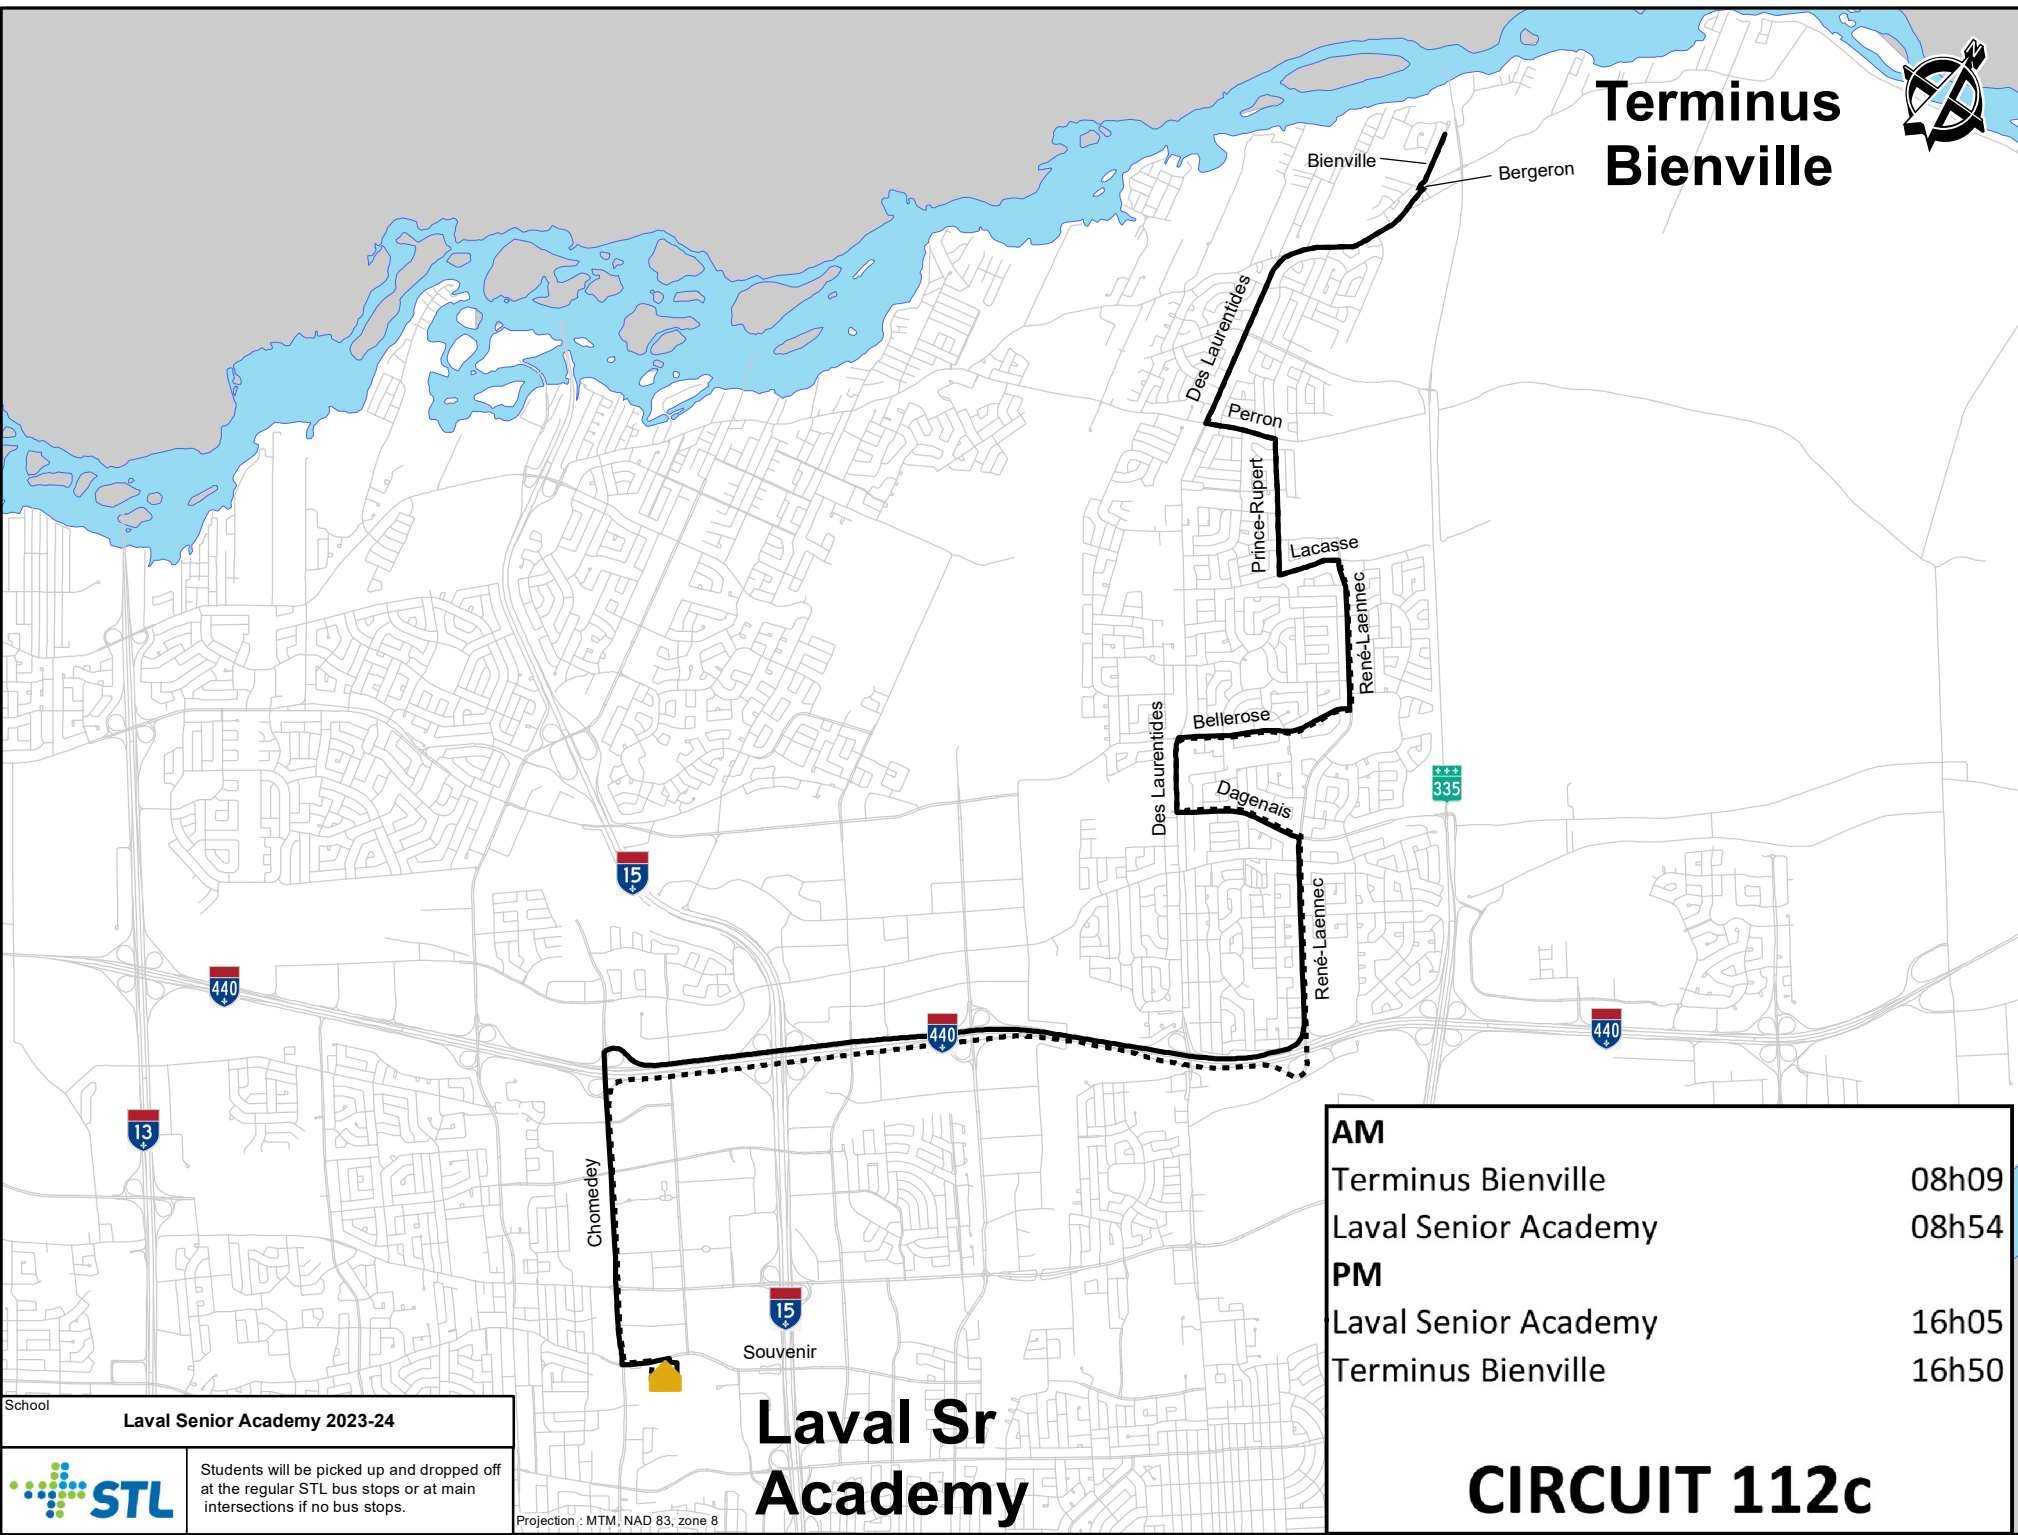 Terminus
Bienville
Bienville
Bergeron
Des Laurentides
Perron
Prince-Rupert
Lacasse
René-Laennec
Des Laurentides
Bellerose
Dagenais
335
15
René-Laennec
440
440
440
13
Chomedey
15
Souvenir
Laval Sr
Academy
AM
Terminus Bienville 08h09
Laval Senior Academy 08h54
PM
Laval Senior Academy 16h05
Terminus Bienville 16h50
CIRCUIT 112c
School
Laval Senior Academy 2023-24
STL
Students will be picked up and dropped off
at the regular STL bus stops or at main
intersections if no bus stops.
Projection : MTM, NAD 83, zone 8